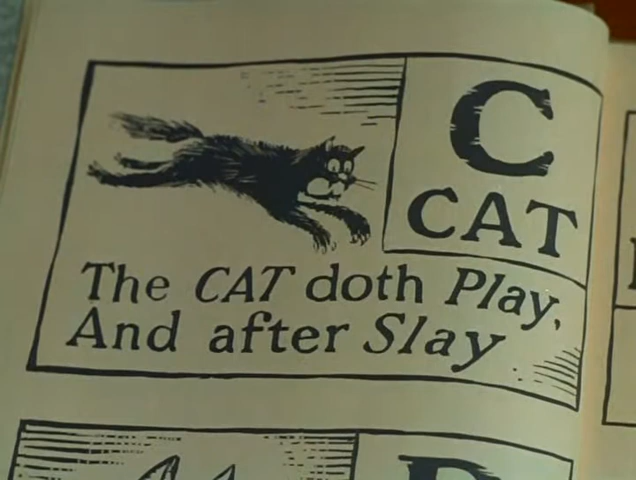 C
CAT
The CAT doth Play,
And after Slay